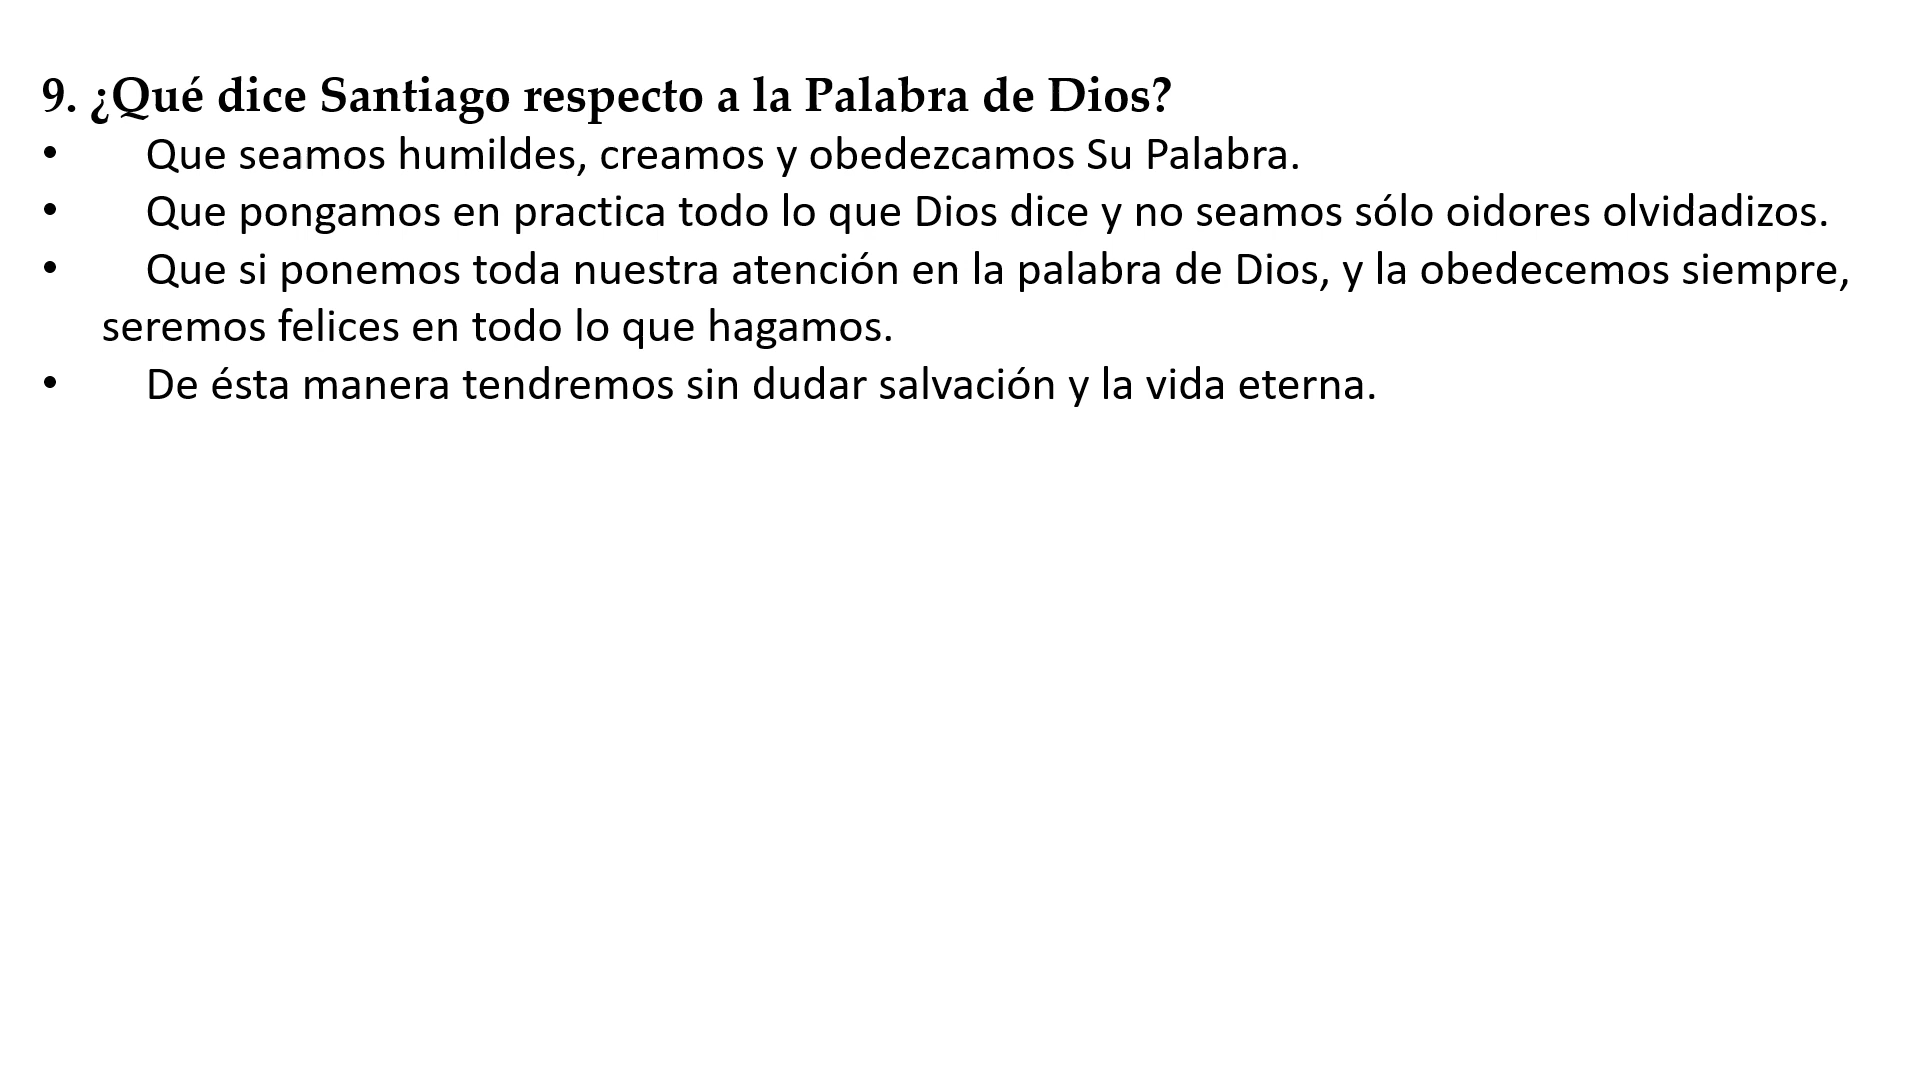 9. ¿Qué dice Santiago respecto a la Palabra de Dios?
• Que seamos humildes, creamos y obedezcamos Su Palabra.
• Que pongamos en practica todo lo que Dios dice y no seamos sólo oidores olvidadizos.
• Que si ponemos toda nuestra atención en la palabra de Dios, y la obedecemos siempre,
seremos felices en todo lo que hagamos.
• De ésta manera tendremos sin dudar salvación y la vida eterna.